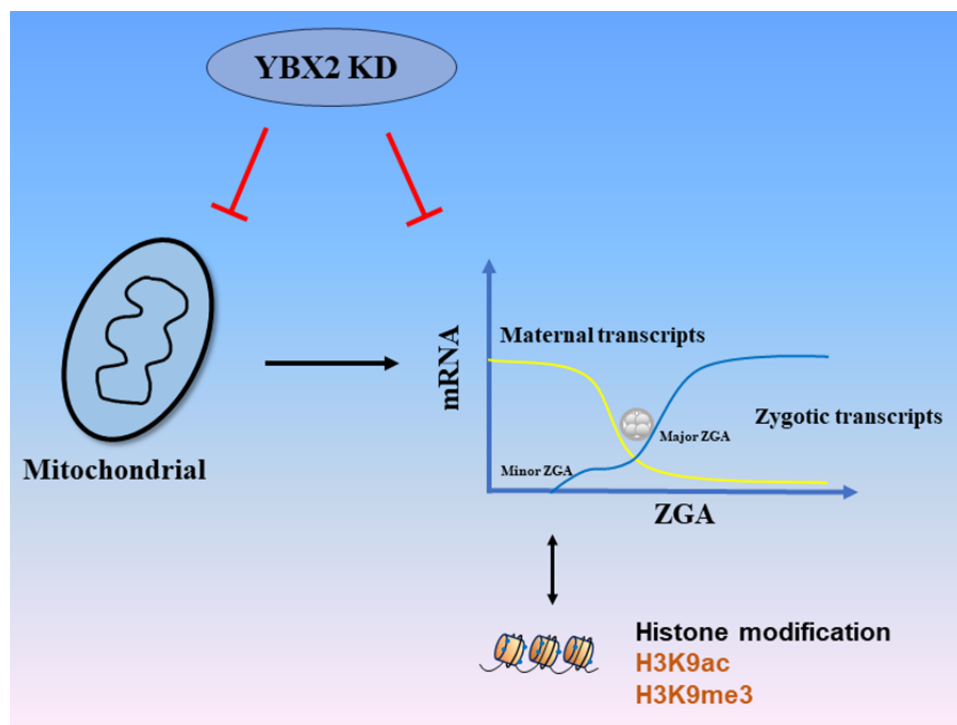 YBX2 KD
mRNA
Maternal transcripts
Zygotic transcripts
Major ZGA
Minor ZGA
Mitochondrial
ZGA
Histone modification
H3K9ac
H3K9me3